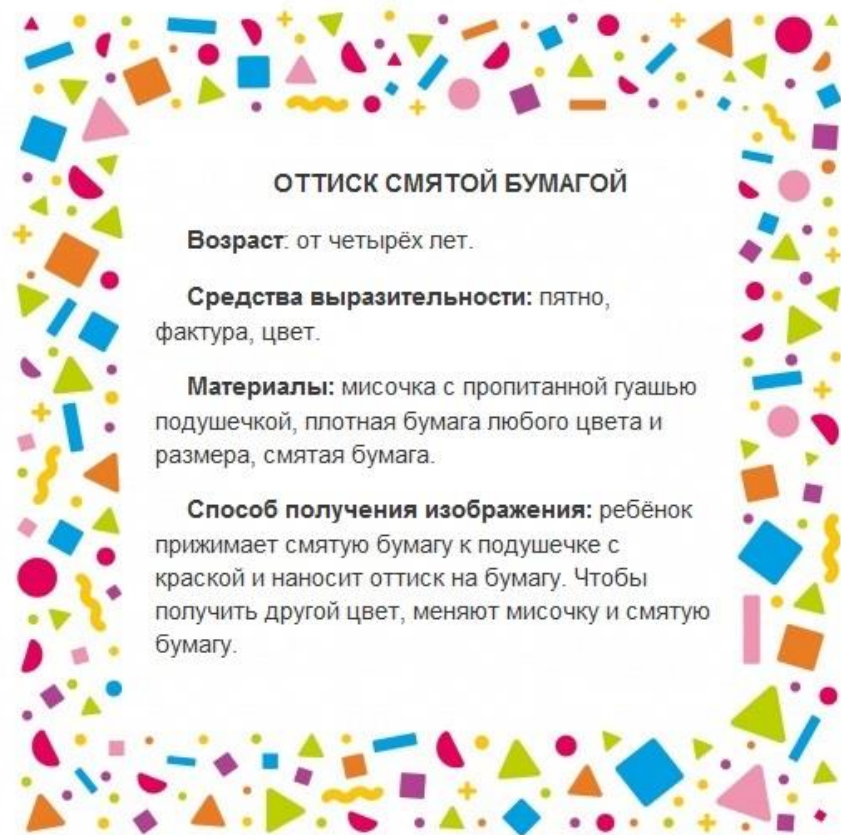 ОТТИСК СМЯТОЙ БУМАГОЙ
Возраст: от четырёх лет.
Средства выразительности: пятно,
фактура, цвет.
Материалы: мисочка с пропитанной гуашью
подушечкой, плотная бумага любого цвета и
размера, смятая бумага.
Способ получения изображения: ребёнок
прижимает смятую бумагу к подушечке с
краской и наносит оттиск на бумагу. Чтобы
получить другой цвет, меняют мисочку и смятую
бумагу.